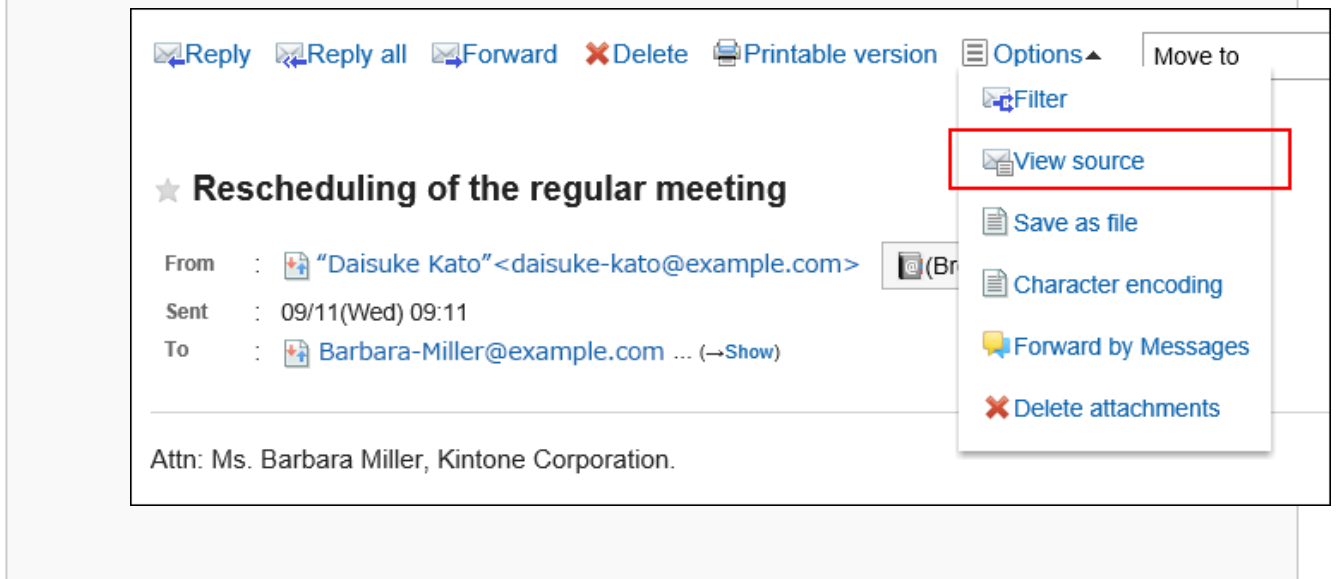 Reply Reply all Forward Delete Printable version Options▲ Move to
Filter
View source
Rescheduling of the regular meeting
Save as file
From : “Daisuke Kato”<daisuke-kato@example.com>
Character encoding
Sent : 09/11(Wed) 09:11
To : Barbara-Miller@example.com ... (→Show)
Forward by Messages
Delete attachments
Attn: Ms. Barbara Miller, Kintone Corporation.